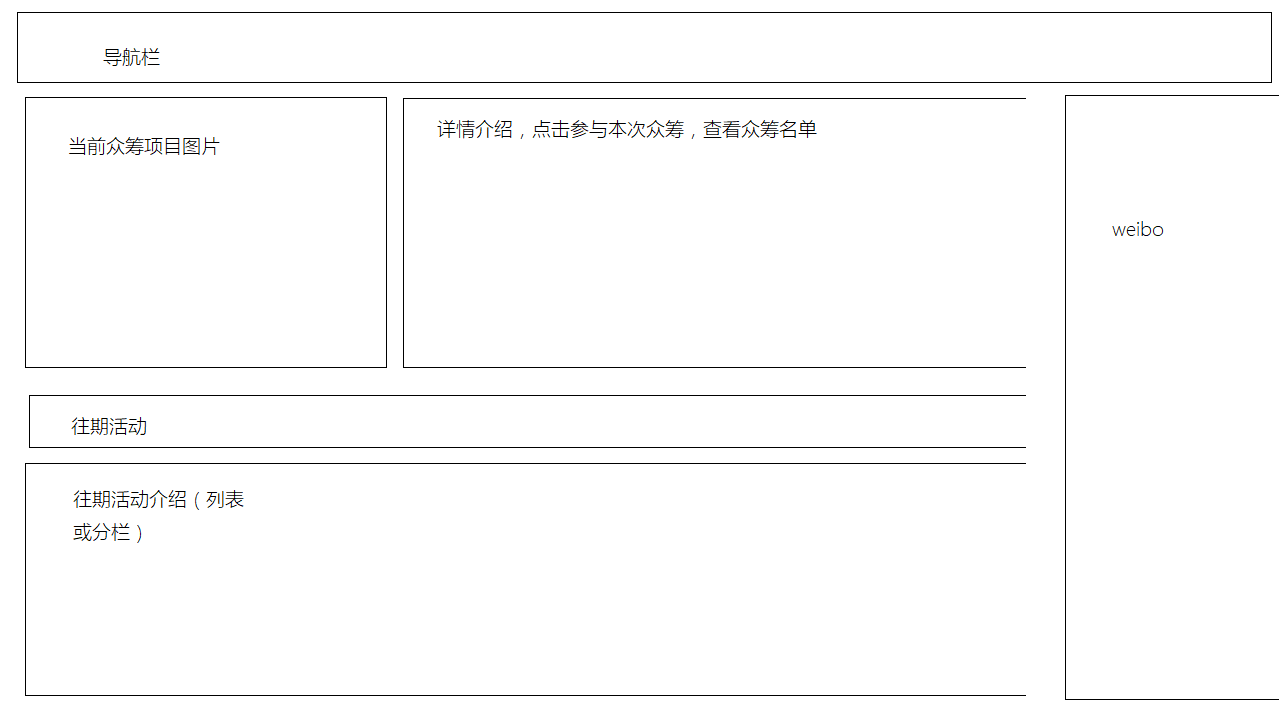 导航栏
当前众筹项目图片
详情介绍，点击参与本次众筹，查看众筹名单
weibo
往期活动
往期活动介绍（列表
或分栏）